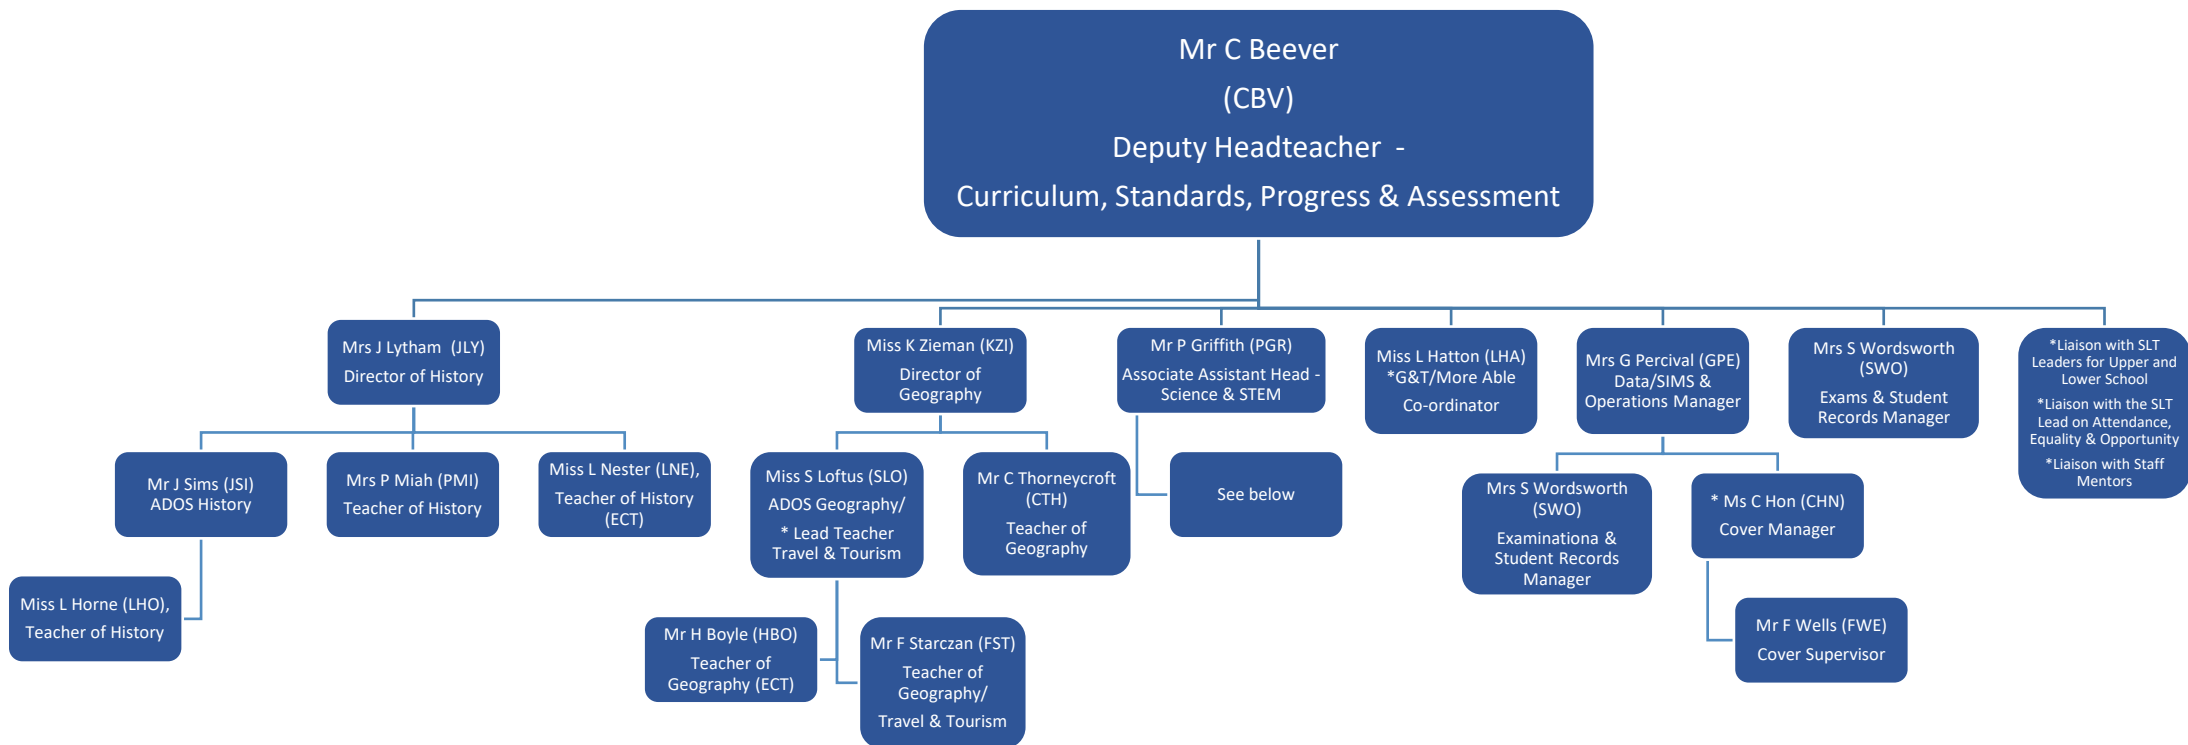 Mr C Beever
(CBV)
Deputy Headteacher -
Curriculum, Standards, Progress & Assessment
Mrs J Lytham (JLY)
Director of History
Miss K Zieman (KZI)
Director of
Geography
Mr P Griffith (PGR)
Associate Assistant Head -
Science & STEM
Miss L Hatton (LHA)
*G&T/More Able
Co-ordinator
Mrs G Percival (GPE)
Data/SIMS &
Operations Manager
Mrs S Wordsworth
(SWO)
Exams & Student
Records Manager
*Liaison with SLT
Leaders for Upper and
Lower School
*Liaison with the SLT
Lead on Attendance,
Equality & Opportunity
*Liaison with Staff
Mentors
Mr J Sims (JSI)
ADOS History
Mrs P Miah (PMI)
Teacher of History
Miss L Nester (LNE),
Teacher of History
(ECT)
Miss S Loftus (SLO)
ADOS Geography/
* Lead Teacher
Travel & Tourism
Mr C Thorneycroft
(CTH)
Teacher of
Geography
See below
Mrs S Wordsworth
(SWO)
Examinationa &
Student Records
Manager
* Ms C Hon (CHN)
Cover Manager
Miss L Horne (LHO),
Teacher of History
Mr H Boyle (HBO)
Teacher of
Geography (ECT)
Mr F Starczan (FST)
Teacher of
Geography/
Travel & Tourism
Mr F Wells (FWE)
Cover Supervisor